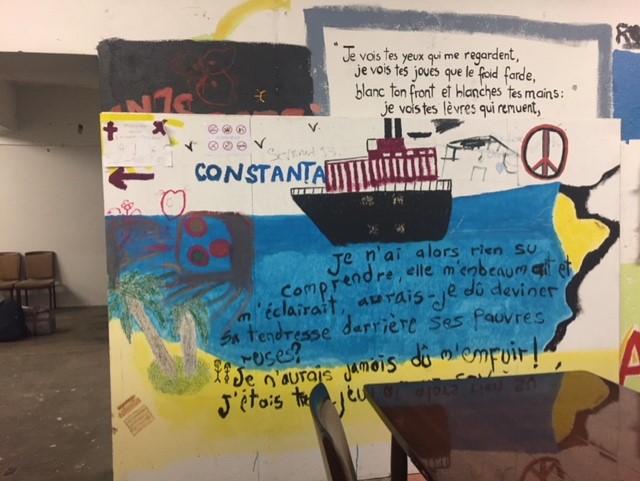 "Je vois tes yeux qui me regardent,
je vois tes joues que le froid farde,
blanc ton front et blanches tes mains:
je vois tes lèvres qui remuent,
CONSTANTA
Je n'ai alors rien su
comprendre, elle m'embaumait et
m'éclairait, aurais-je dû deviner
sa tendresse darrière ses pauvres
ruses?
Je n'aurais jamais dû m'enfuir!
J'étais